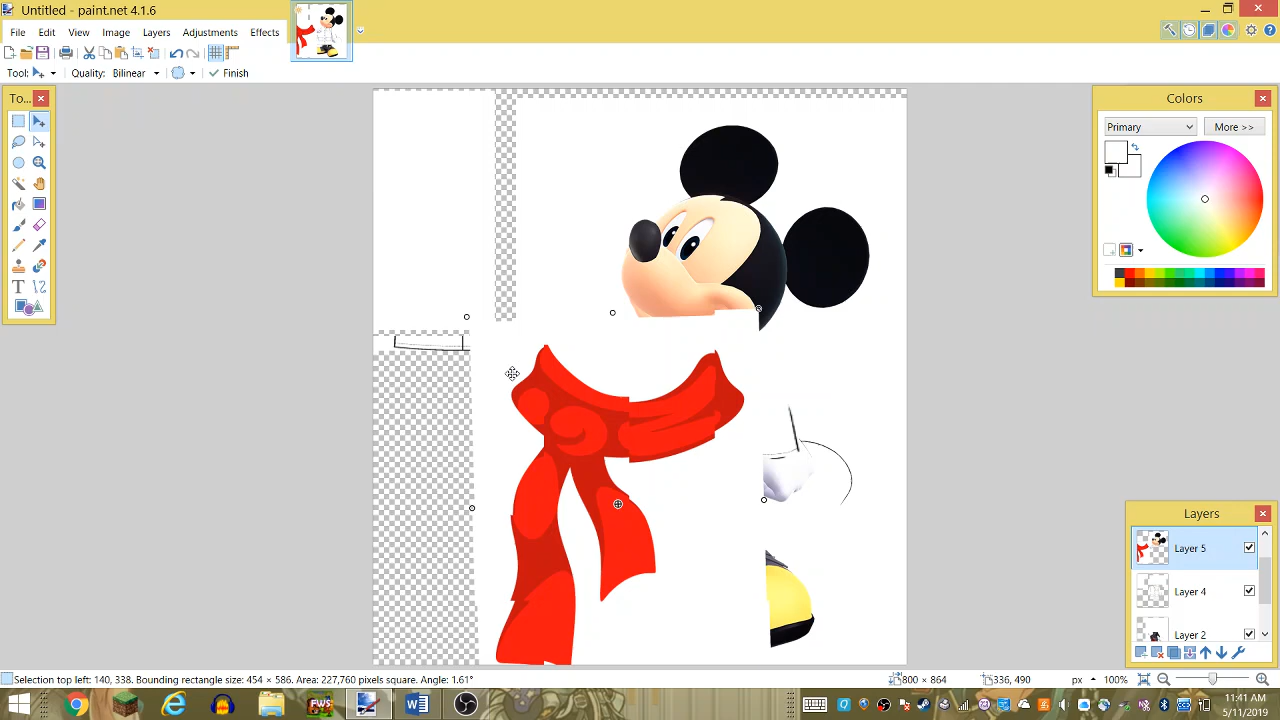 Untitled - paint.net 4.1.6
File Edit View Image Layers Adjustments Effects
Tool: Quality: Bilinear Finish
To...
Colors
Primary More >>
Layers
Layer 5
Layer 4
Layer 2
Selection top left: 140, 338. Bounding rectangle size: 454 × 586. Area: 227,760 pixels square. Angle: 1.61° 800 × 864 336, 490 px 100%
FWS
11:41 AM
5/11/2019